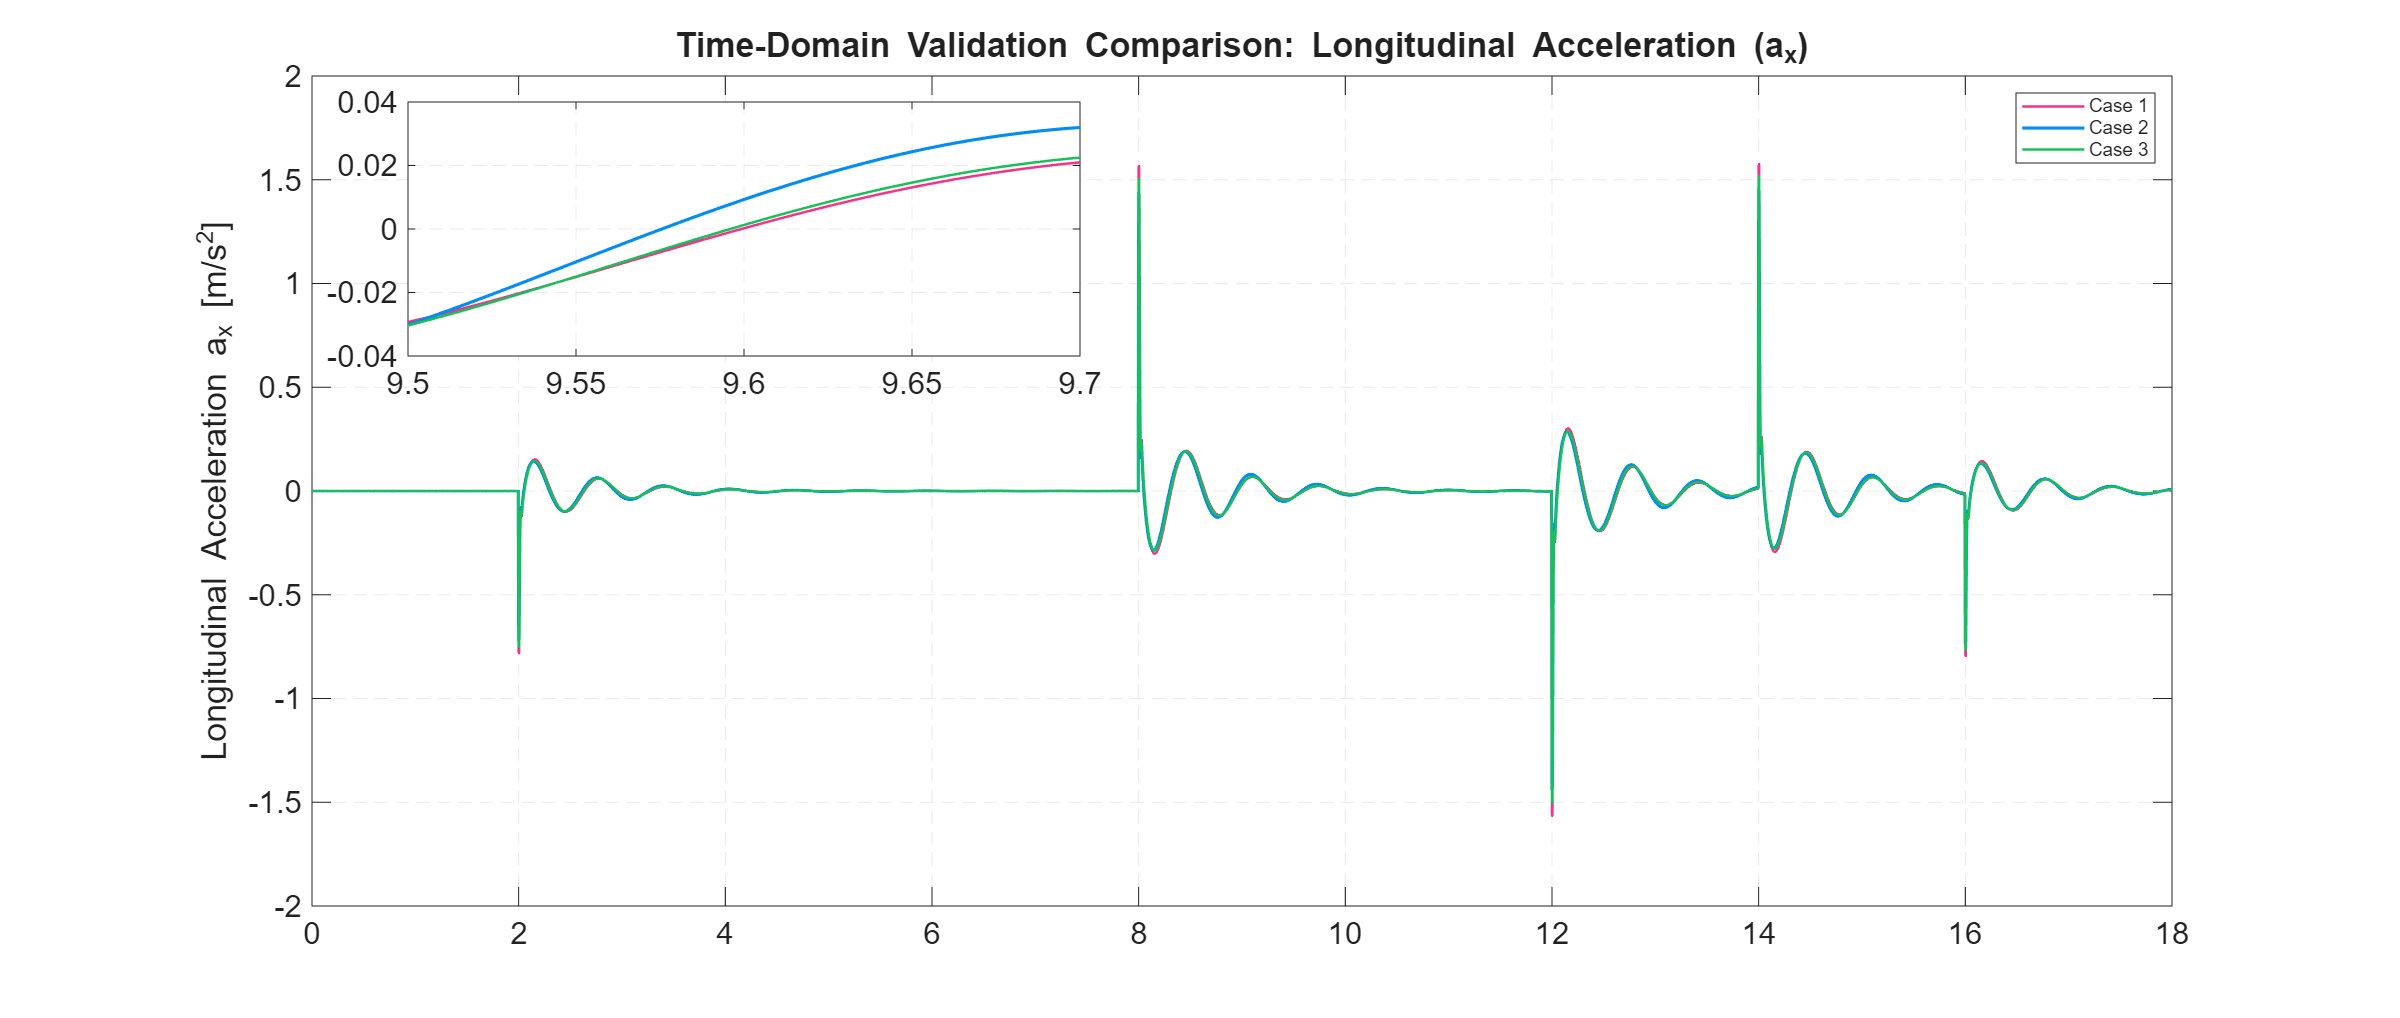 Time-Domain Validation Comparison: Longitudinal Acceleration (aₓ)
Longitudinal Acceleration aₓ [m/s²]
2
1.5
1
0.5
0
-0.5
-1
-1.5
-2
0 2 4 6 8 10 12 14 16 18
0.04
0.02
0
-0.02
-0.04
9.5 9.55 9.6 9.65 9.7
Case 1
Case 2
Case 3